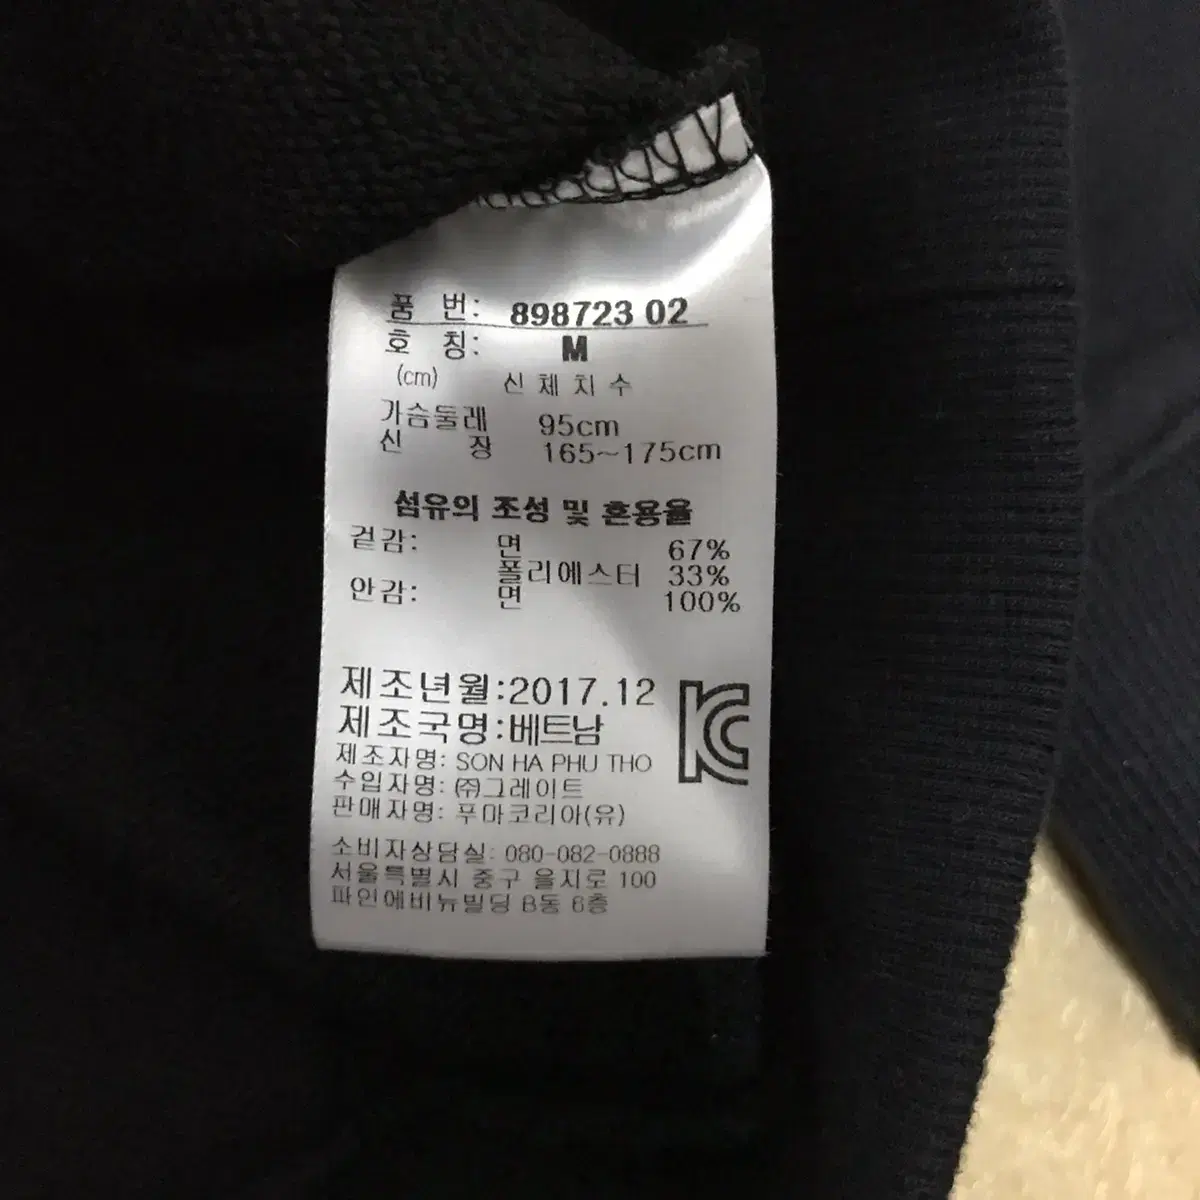 품 번: 898723 02
호 칭: M
(cm) 신체치수
가슴둘레 95cm
신 장 165~175cm
섬유의 조성 및 혼용율
겉감: 면 67%
폴리에스터 33%
안감: 면 100%
제조년월:2017.12
제조국명:베트남
제조자명: SON HA PHU THO
수입자명: (주)그레이트
판매자명: 푸마코리아(유)
소비자상담실: 080-082-0888
서울특별시 중구 을지로 100
파인에비뉴빌딩 B동 6층